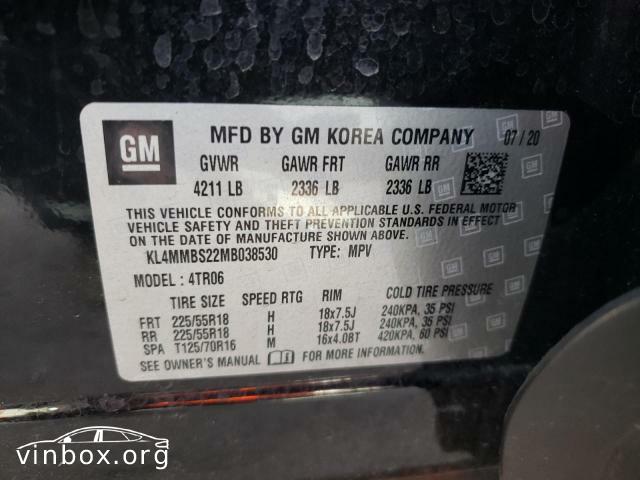 GM
MFD BY GM KOREA COMPANY 07/20
GVWR GAWR FRT GAWR RR
4211 LB 2336 LB 2336 LB
THIS VEHICLE CONFORMS TO ALL APPLICABLE U.S. FEDERAL MOTOR
VEHICLE SAFETY AND THEFT PREVENTION STANDARDS IN EFFECT
ON THE DATE OF MANUFACTURE SHOWN ABOVE.
KL4MMBS22MB038530 TYPE: MPV
MODEL: 4TR06
TIRE SIZE SPEED RTG RIM COLD TIRE PRESSURE
FRT 225/55R18 H 18x7.5J 240KPA, 35 PSI
RR 225/55R18 H 18x7.5J 240KPA, 35 PSI
SPA T125/70R16 M 16x4.0BT 420KPA, 60 PSI
SEE OWNER'S MANUAL FOR MORE INFORMATION.
vinbox.org